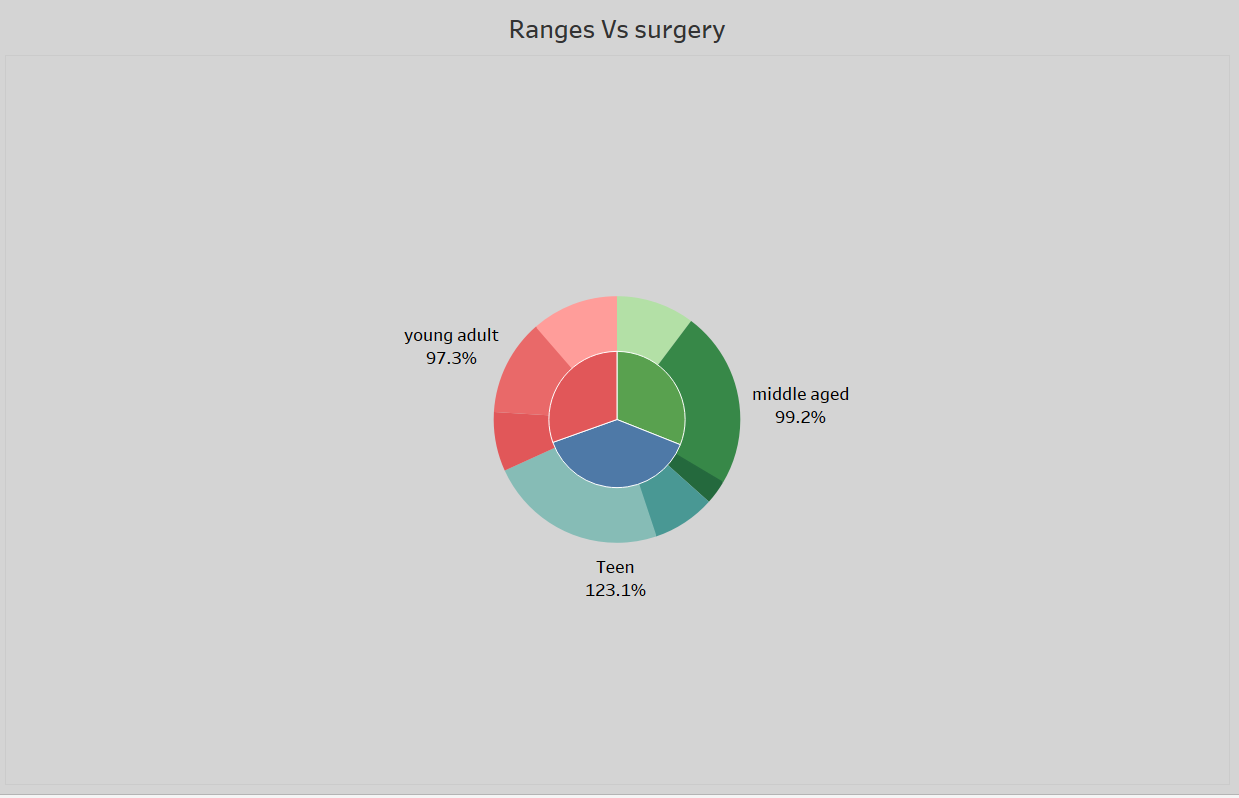 Ranges Vs surgery
young adult
97.3%
middle aged
99.2%
Teen
123.1%